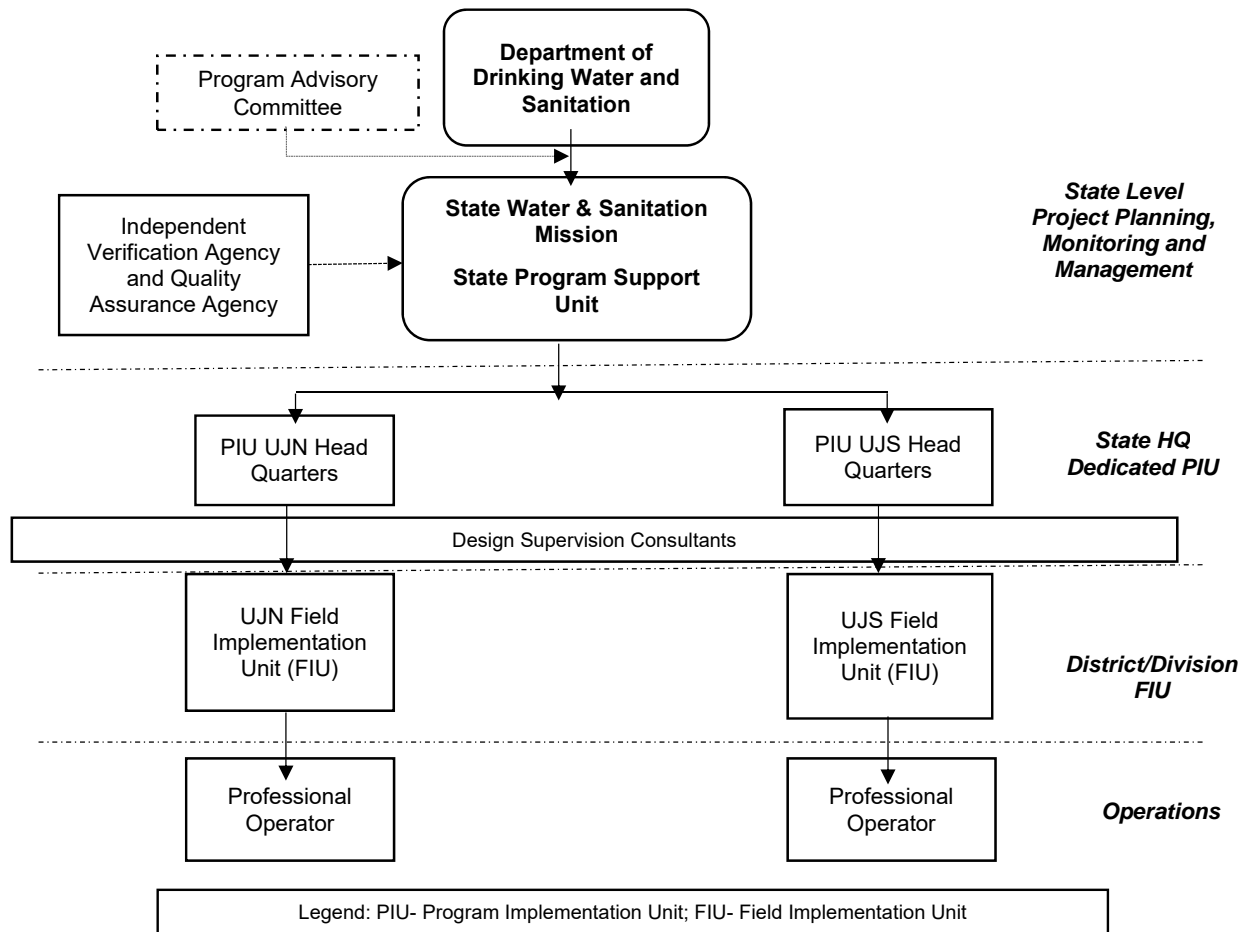 Department of
Drinking Water and
Sanitation
Program Advisory
Committee
State Water & Sanitation
Mission
State Program Support
Unit
Independent
Verification Agency
and Quality
Assurance Agency
State Level
Project Planning,
Monitoring and
Management
PIU UJN Head
Quarters
PIU UJS Head
Quarters
State HQ
Dedicated PIU
Design Supervision Consultants
UJN Field
Implementation
Unit (FIU)
UJS Field
Implementation
Unit (FIU)
District/Division
FIU
Professional
Operator
Professional
Operator
Operations
Legend: PIU- Program Implementation Unit; FIU- Field Implementation Unit